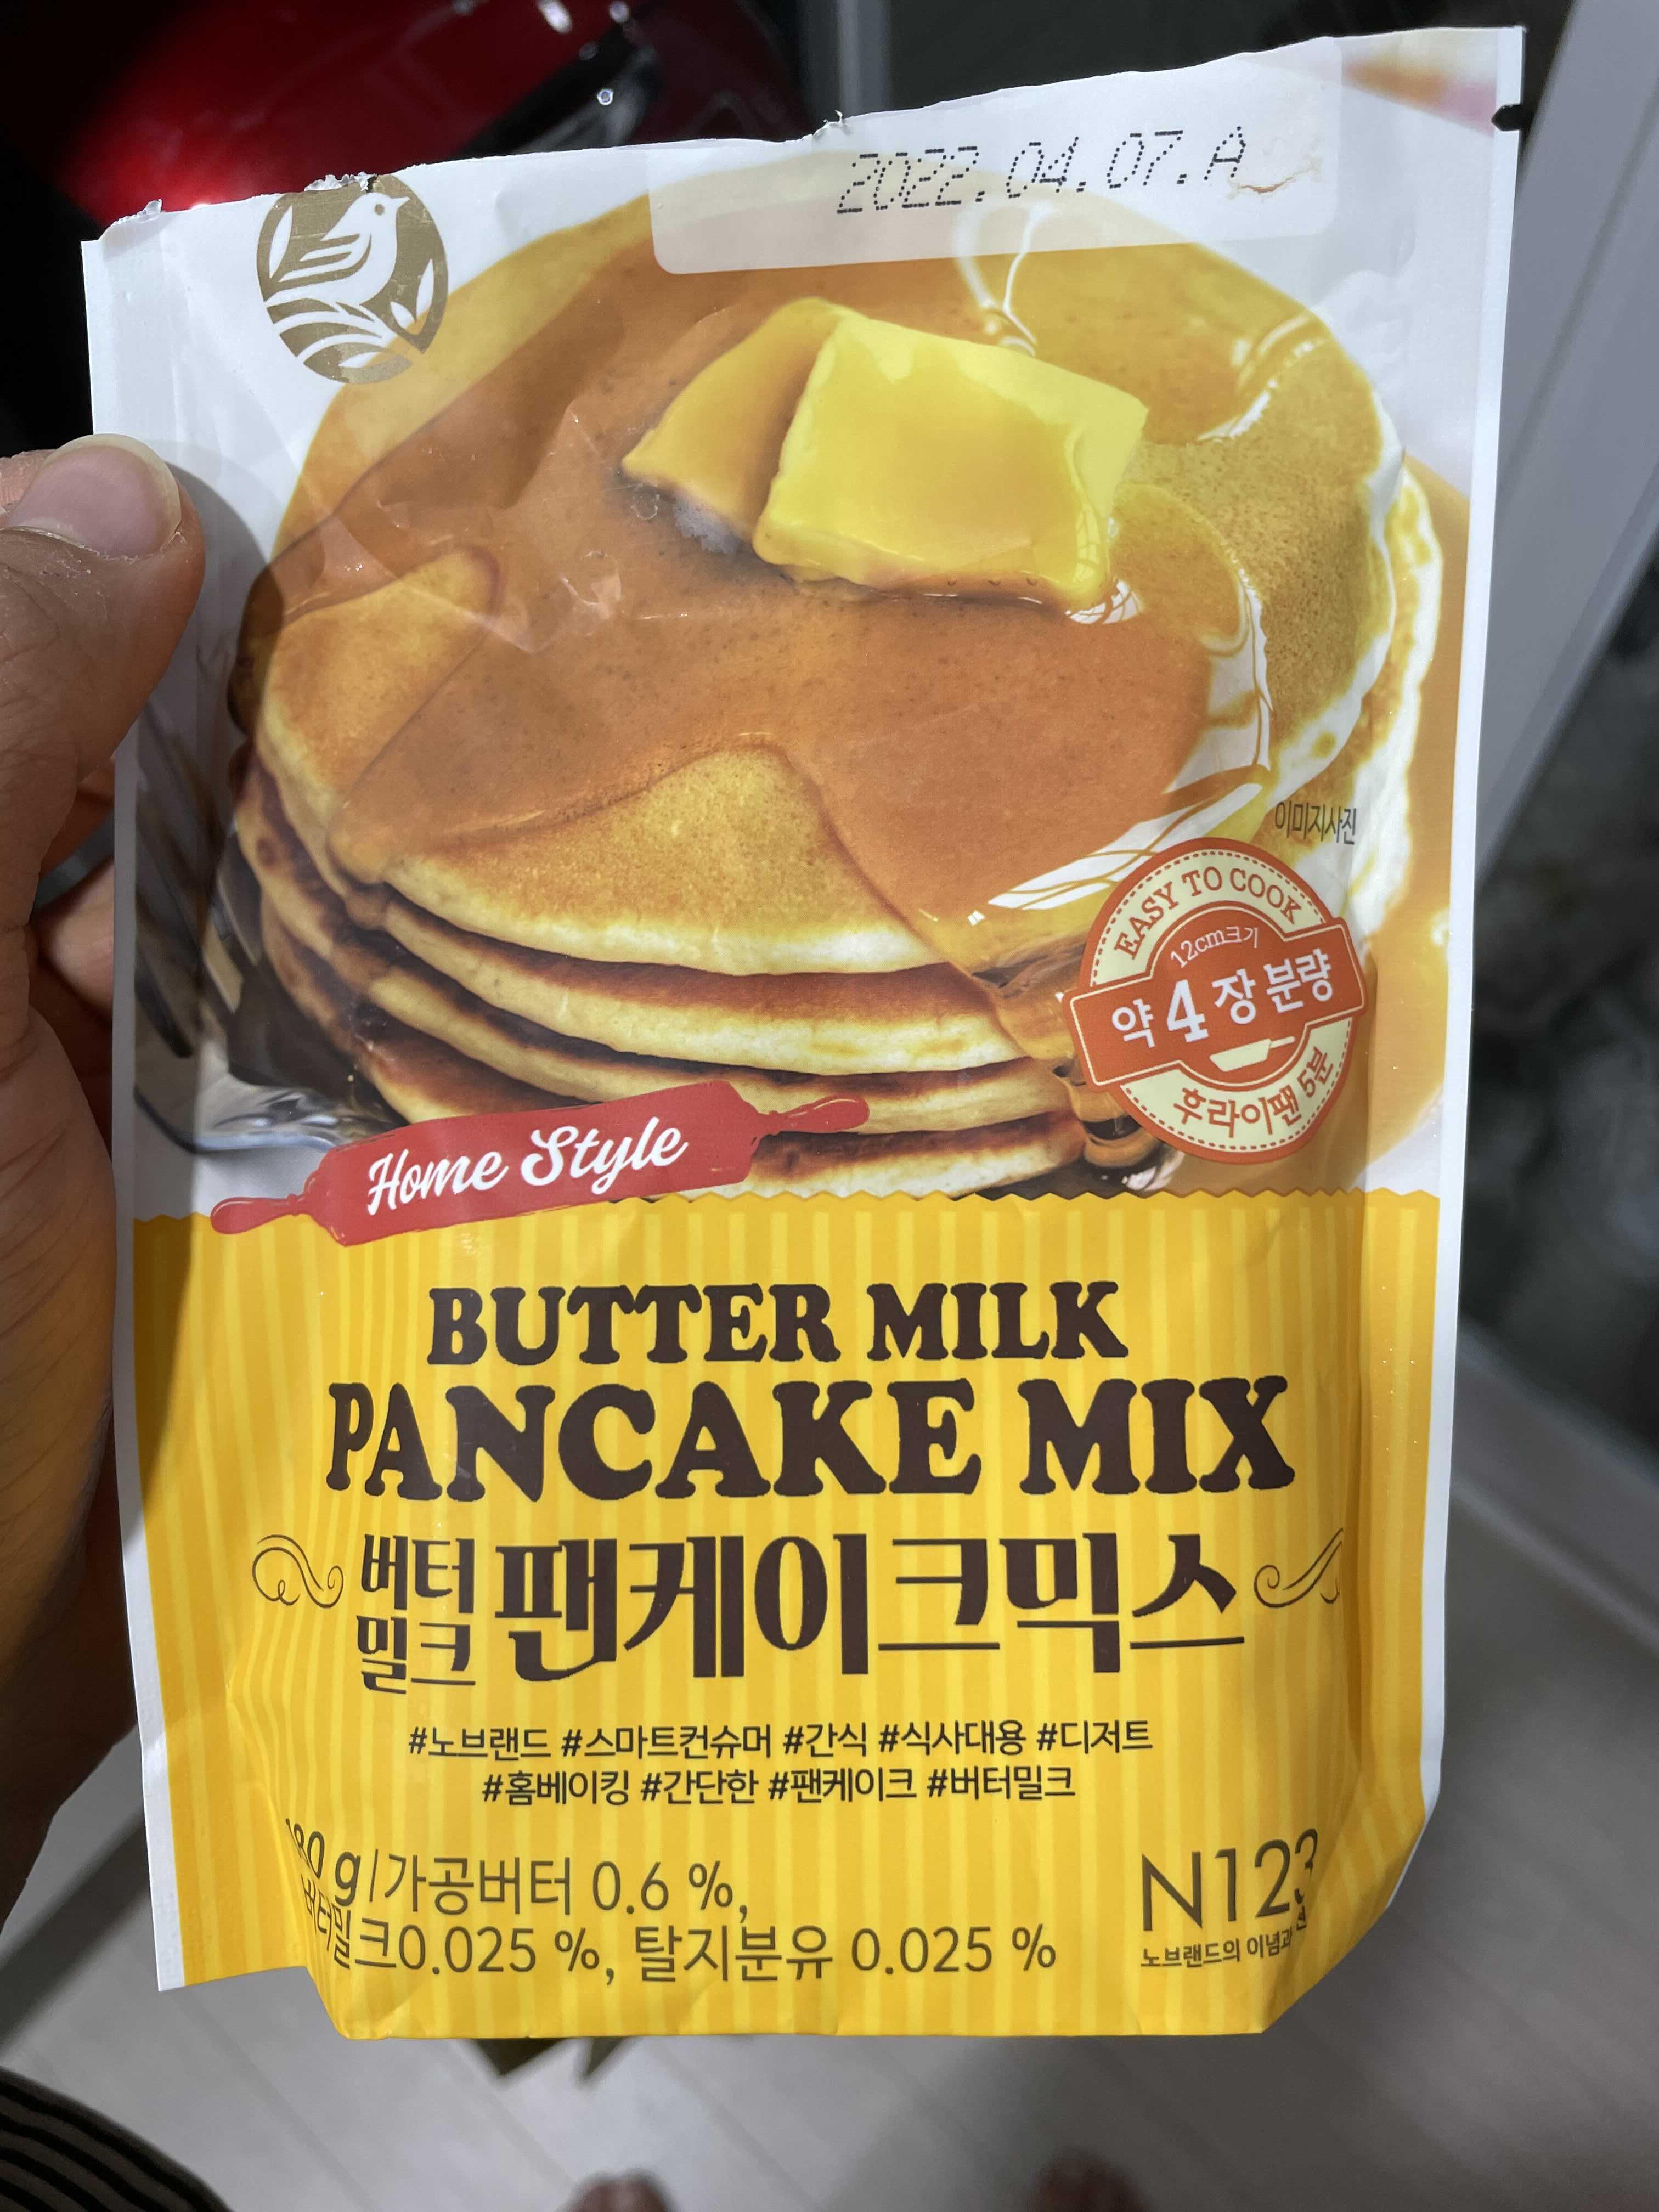 2022.04.07.A
이미지사진
EASY TO COOK
12cm크기
약 4 장 분량
후라이팬 5분
Home Style
BUTTER MILK
PANCAKE MIX
버터
밀크
팬케이크믹스
#노브랜드 #스마트컨슈머 #간식 #식사대용 #디저트
#홈베이킹 #간단한 #팬케이크 #버터밀크
g/가공버터 0.6 %,
버터밀크0.025 %, 탈지분유 0.025 %
N123
노브랜드의 이념과